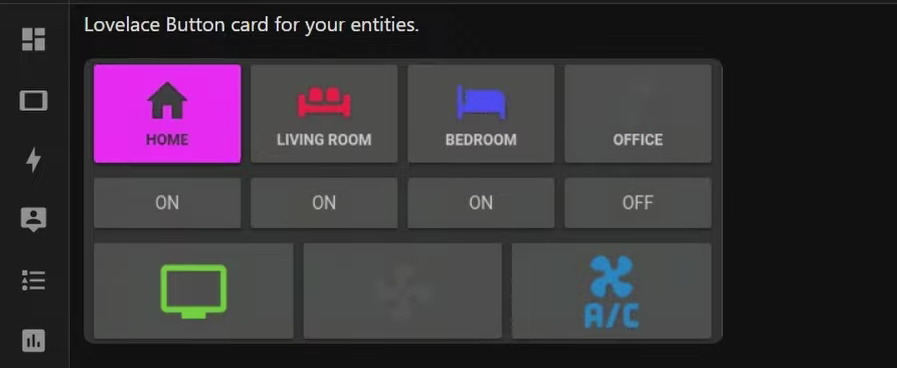 Lovelace Button card for your entities.
HOME LIVING ROOM BEDROOM OFFICE
ON ON ON OFF
A/C